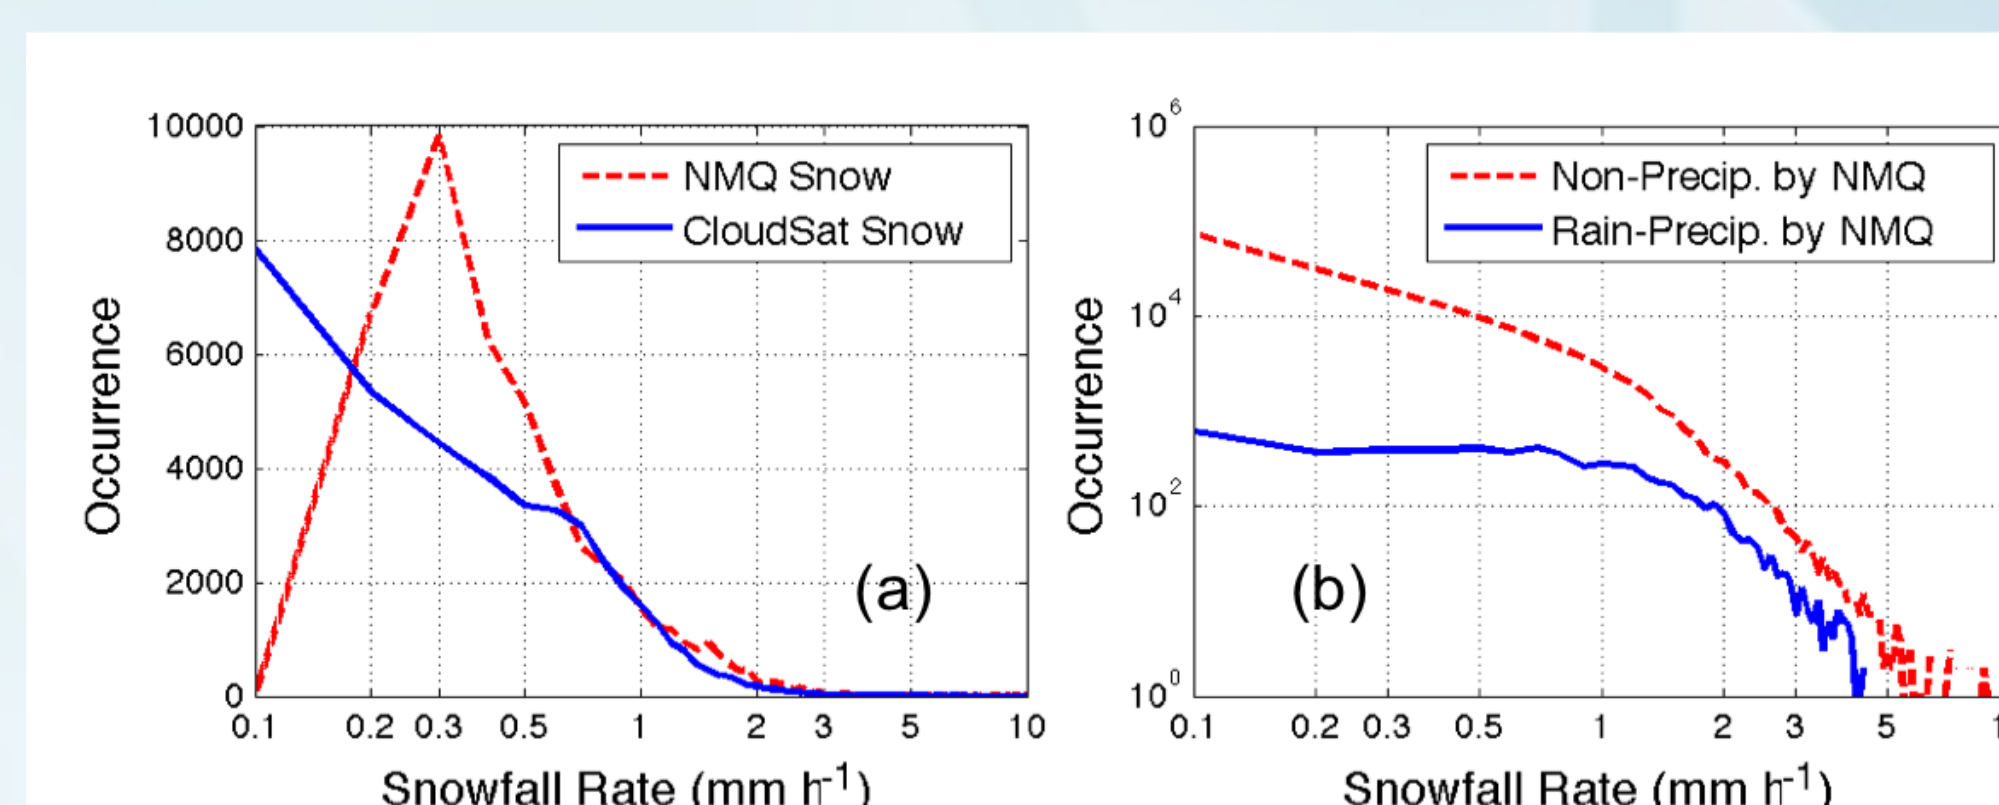 10000
8000
6000
4000
2000
0
Occurrence
NMQ Snow
CloudSat Snow
(a)
0.1 0.2 0.3 0.5 1 2 3 5 10
Snowfall Rate (mm h-1)
10^6
10^4
10^2
10^0
Occurrence
Non-Precip. by NMQ
Rain-Precip. by NMQ
(b)
0.1 0.2 0.3 0.5 1 2 3 5
Snowfall Rate (mm h-1)